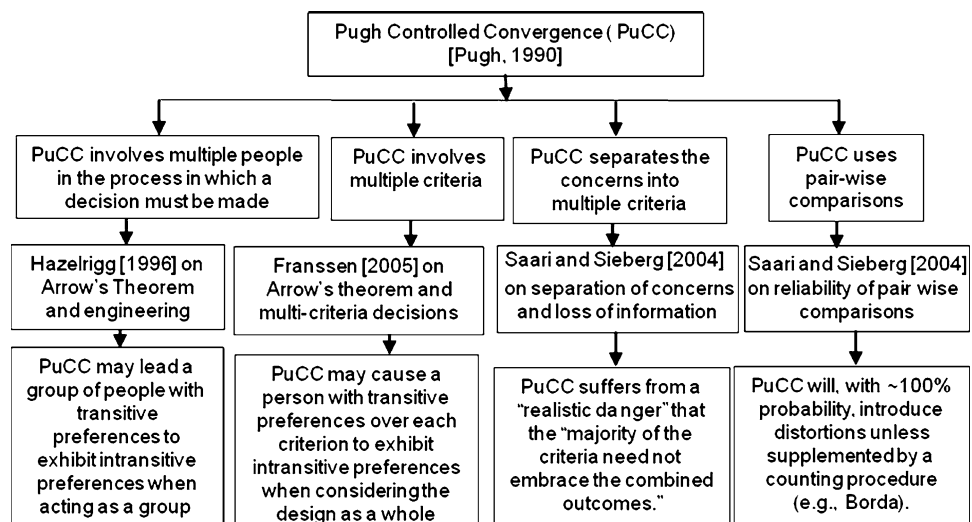 Pugh Controlled Convergence ( PuCC)
[Pugh, 1990]
PuCC involves multiple people
in the process in which a
decision must be made
PuCC involves
multiple criteria
PuCC separates the
concerns into
multiple criteria
PuCC uses
pair-wise
comparisons
Hazelrigg [1996] on
Arrow's Theorem
and engineering
Franssen [2005] on
Arrow's theorem and
multi-criteria decisions
Saari and Sieberg [2004]
on separation of concerns
and loss of information
Saari and Sieberg [2004]
on reliability of pair wise
comparisons
PuCC may lead a
group of people with
transitive
preferences to
exhibit intransitive
preferences when
acting as a group
PuCC may cause a
person with transitive
preferences over each
criterion to exhibit
intransitive preferences
when considering the
design as a whole
PuCC suffers from a
“realistic danger” that
the “majority of the
criteria need not
embrace the combined
outcomes.”
PuCC will, with ~100%
probability, introduce
distortions unless
supplemented by a
counting procedure
(e.g., Borda).